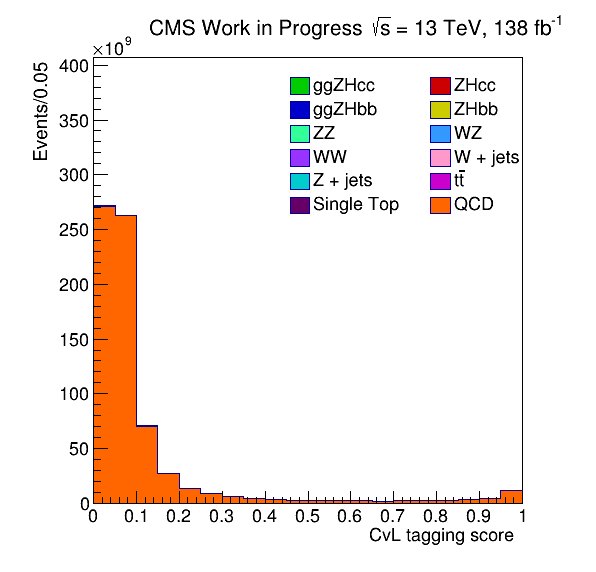 CMS Work in Progress √s = 13 TeV, 138 fb⁻¹
×10⁹
Events/0.05
400
350
300
250
200
150
100
50
0
ggZHcc ZHcc
ggZHbb ZHbb
ZZ WZ
WW W + jets
Z + jets tt̄
Single Top QCD
0 0.1 0.2 0.3 0.4 0.5 0.6 0.7 0.8 0.9 1
CvL tagging score